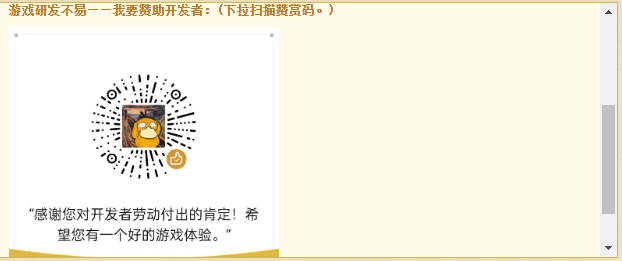 游戏研发不易——我要赞助开发者：(下拉扫描赞赏码。)
“感谢您对开发者劳动付出的肯定！希
望您有一个好的游戏体验。”